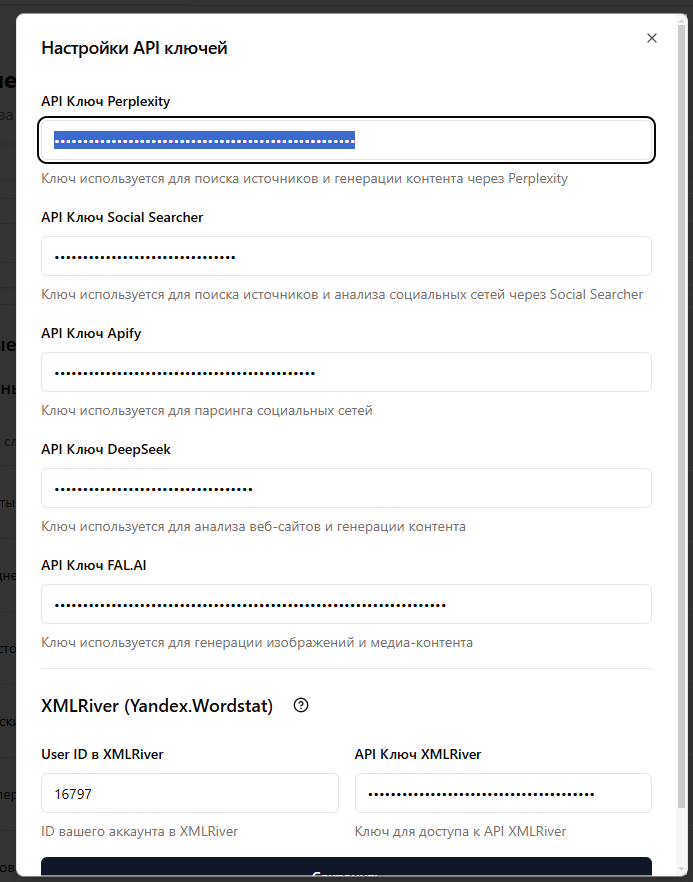 Настройки API ключей
API Ключ Perplexity
Ключ используется для поиска источников и генерации контента через Perplexity
API Ключ Social Searcher
Ключ используется для поиска источников и анализа социальных сетей через Social Searcher
API Ключ Apify
Ключ используется для парсинга социальных сетей
API Ключ DeepSeek
Ключ используется для анализа веб-сайтов и генерации контента
API Ключ FAL.AI
Ключ используется для генерации изображений и медиа-контента
XMLRiver (Yandex.Wordstat)
User ID в XMLRiver
API Ключ XMLRiver
16797
ID вашего аккаунта в XMLRiver
Ключ для доступа к API XMLRiver